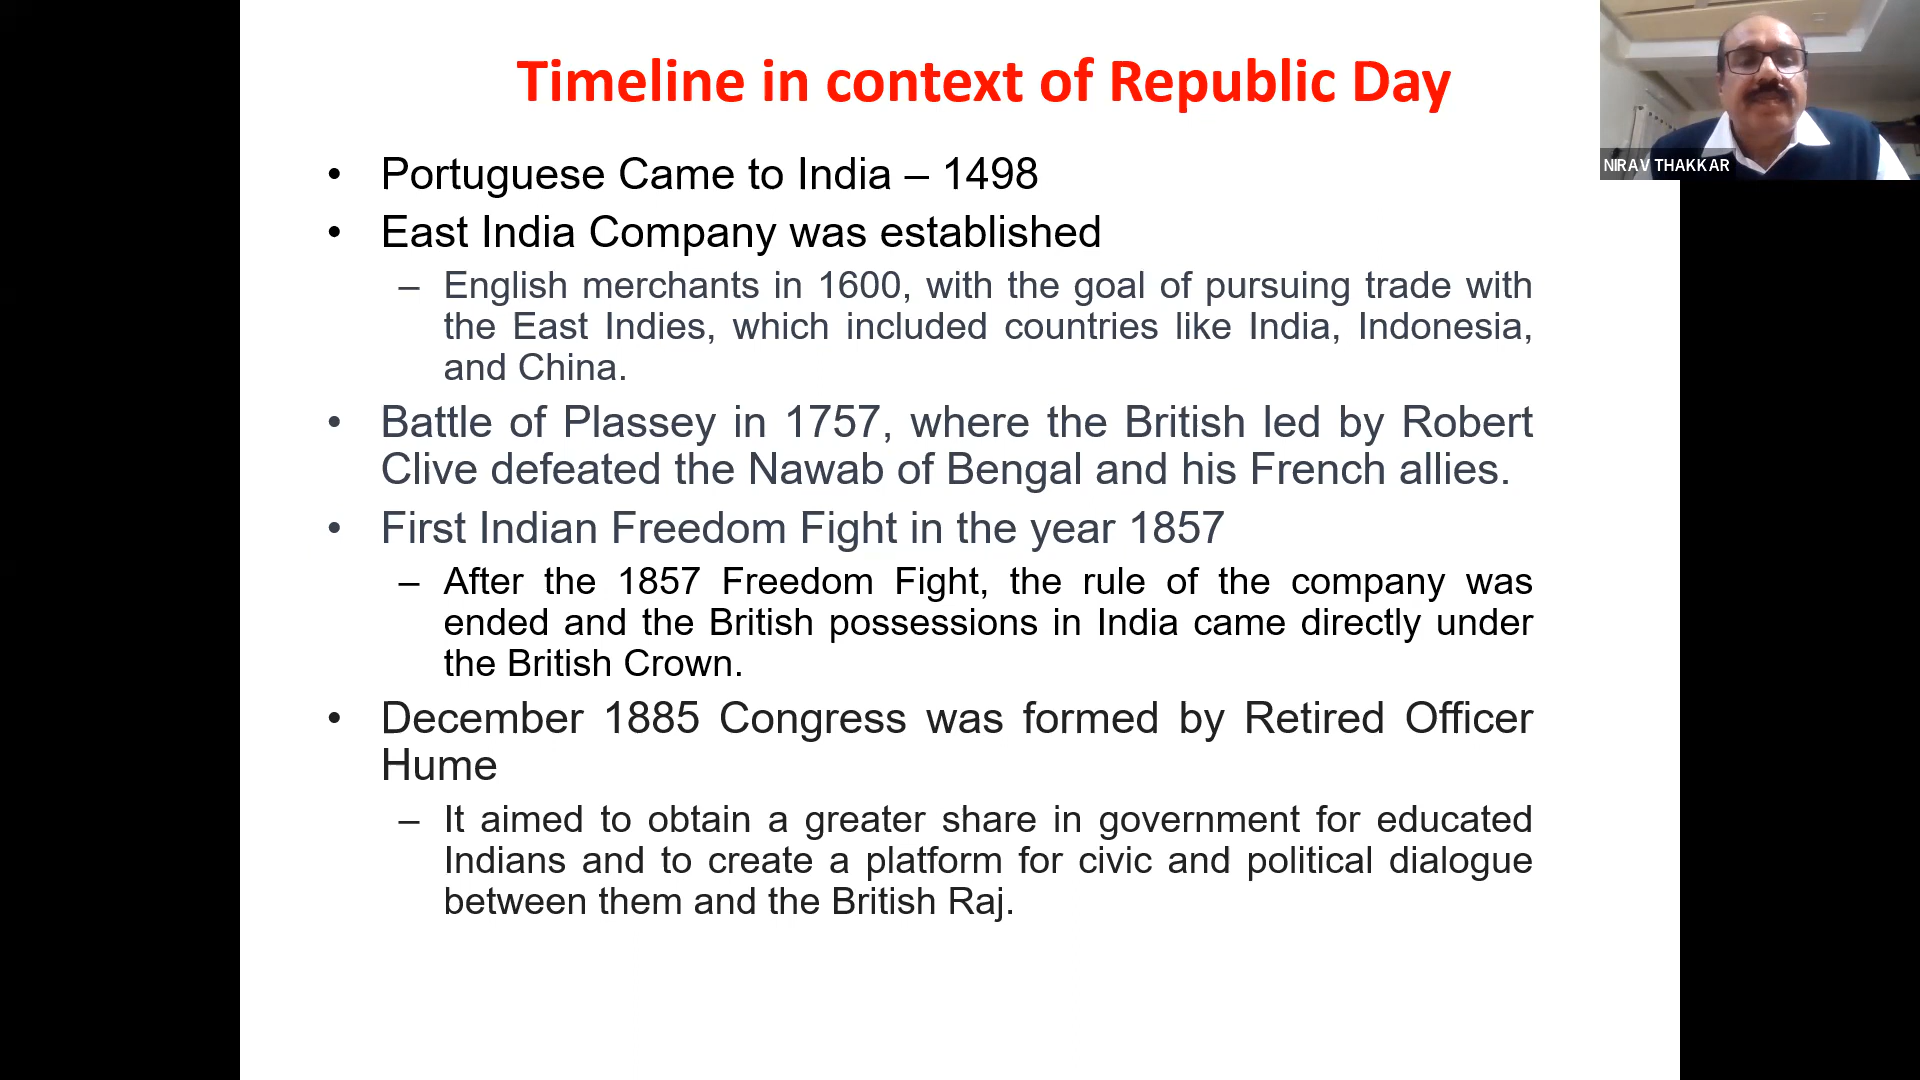 Timeline in context of Republic Day
NIRAV THAKKAR
• Portuguese Came to India – 1498
• East India Company was established
– English merchants in 1600, with the goal of pursuing trade with
the East Indies, which included countries like India, Indonesia,
and China.
• Battle of Plassey in 1757, where the British led by Robert
Clive defeated the Nawab of Bengal and his French allies.
• First Indian Freedom Fight in the year 1857
– After the 1857 Freedom Fight, the rule of the company was
ended and the British possessions in India came directly under
the British Crown.
• December 1885 Congress was formed by Retired Officer
Hume
– It aimed to obtain a greater share in government for educated
Indians and to create a platform for civic and political dialogue
between them and the British Raj.